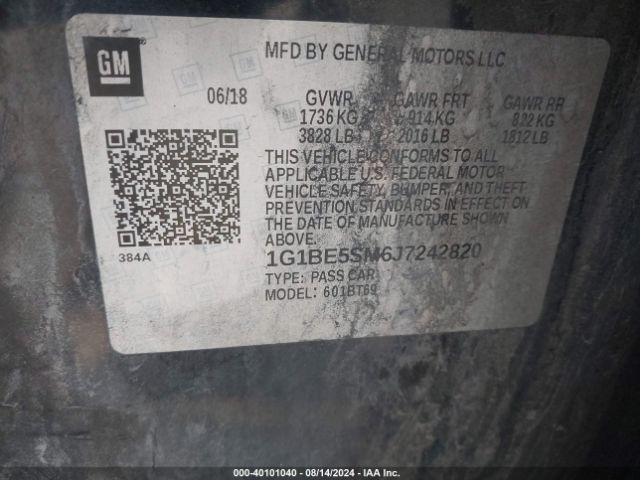 GM
MFD BY GENERAL MOTORS LLC
06/18 GVWR GAWR FRT GAWR RR
1736 KG 914 KG 822 KG
3828 LB 2016 LB 1812 LB
THIS VEHICLE CONFORMS TO ALL
APPLICABLE U.S. FEDERAL MOTOR
VEHICLE SAFETY, BUMPER, AND THEFT
PREVENTION STANDARDS IN EFFECT ON
THE DATE OF MANUFACTURE SHOWN
ABOVE.
384A
1G1BE5SM6J7242820
TYPE: PASS CAR
MODEL: 601BT69
000-40101040 - 08/14/2024 - IAA Inc.